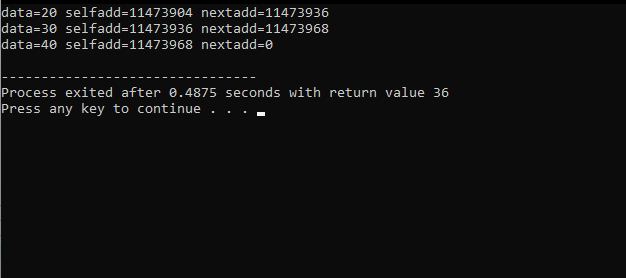 data=20 selfadd=11473904 nextadd=11473936
data=30 selfadd=11473936 nextadd=11473968
data=40 selfadd=11473968 nextadd=0
--------------------------------
Process exited after 0.4875 seconds with return value 36
Press any key to continue . . .